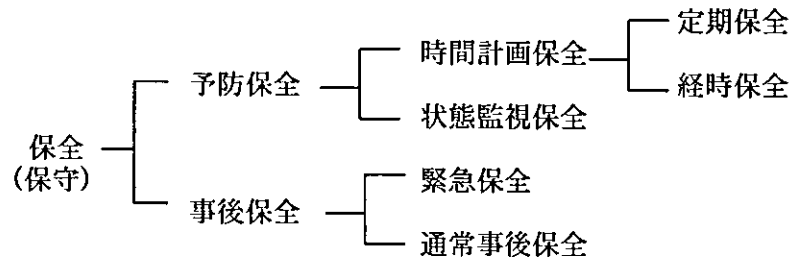 保全
(保守)
予防保全
時間計画保全
定期保全
経時保全
状態監視保全
事後保全
緊急保全
通常事後保全